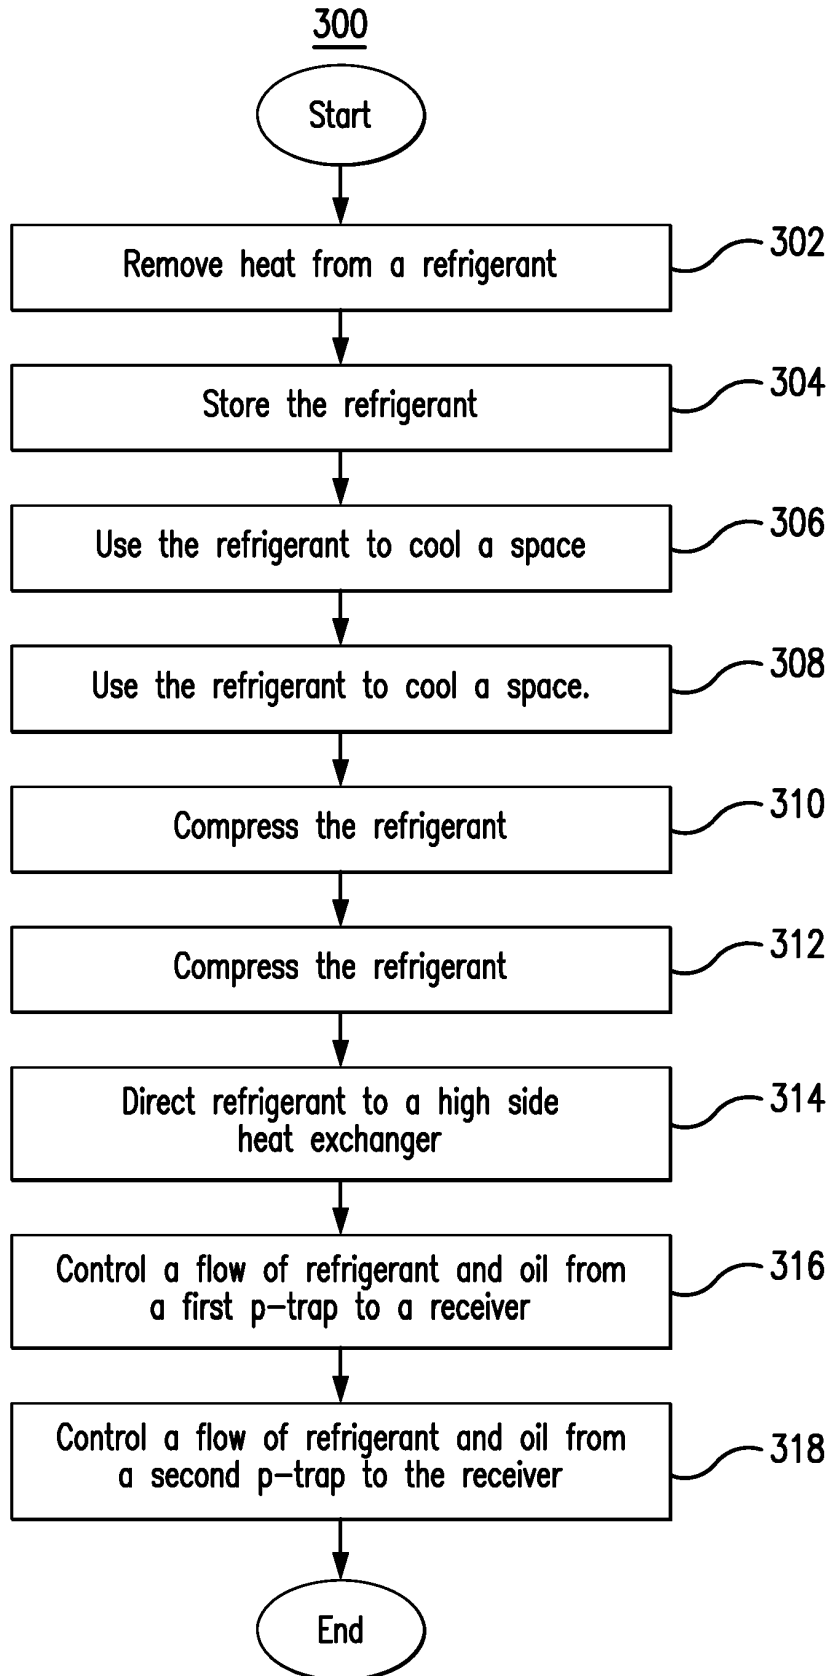 300
Start
Remove heat from a refrigerant
302
Store the refrigerant
304
Use the refrigerant to cool a space
306
Use the refrigerant to cool a space.
308
Compress the refrigerant
310
Compress the refrigerant
312
Direct refrigerant to a high side
heat exchanger
314
Control a flow of refrigerant and oil from
a first p-trap to a receiver
316
Control a flow of refrigerant and oil from
a second p-trap to the receiver
318
End